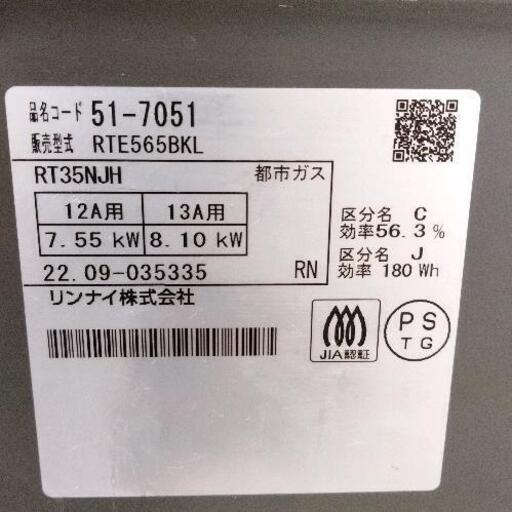 品名コード 51-7051
販売型式 RTE565BKL
RT35NJH 都市ガス
12A用 13A用
7.55 kW 8.10 kW
区分名 C
効率56.3 %
区分名 J
効率 180 Wh
22.09-035335 RN
リンナイ株式会社
JIA認証
PS
TG